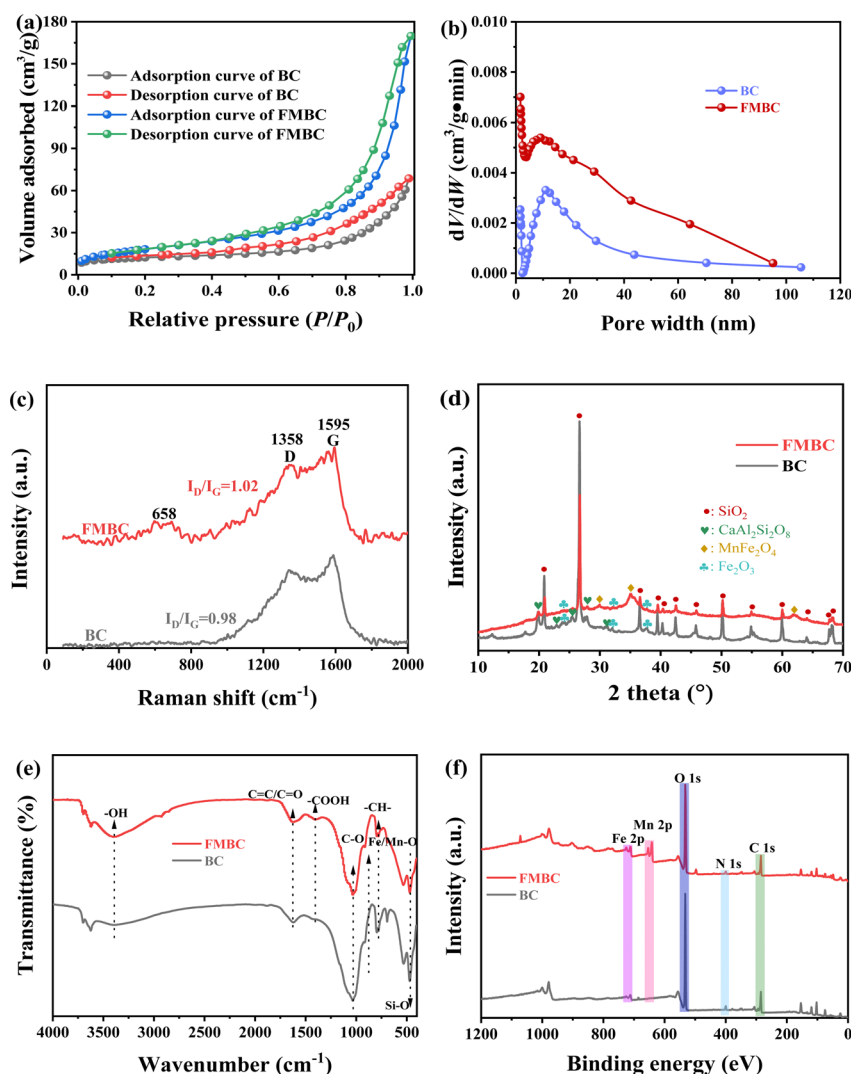 (a)
180
150
120
90
60
30
0
Volume adsorbed (cm³/g)
Adsorption curve of BC
Desorption curve of BC
Adsorption curve of FMBC
Desorption curve of FMBC
0.0 0.2 0.4 0.6 0.8 1.0
Relative pressure (P/P₀)
(b)
0.010
0.008
0.006
0.004
0.002
0.000
dV/dW (cm³/g•min)
BC
FMBC
0 20 40 60 80 100 120
Pore width (nm)
(c)
Intensity (a.u.)
1595
1358 G
D
I_D/I_G=1.02
658
FMBC
I_D/I_G=0.98
BC
0 400 800 1200 1600 2000
Raman shift (cm⁻¹)
(d)
Intensity (a.u.)
FMBC
BC
: SiO₂
: CaAl₂Si₂O₈
: MnFe₂O₄
: Fe₂O₃
10 20 30 40 50 60 70
2 theta (°)
(e)
Transmittance (%)
C=C/C=O
-OH
-COOH
-CH-
C-O
Fe/Mn-O
FMBC
BC
Si-O
4000 3500 3000 2500 2000 1500 1000 500
Wavenumber (cm⁻¹)
(f)
Intensity (a.u.)
O 1s
Mn 2p
Fe 2p
C 1s
N 1s
FMBC
BC
1200 1000 800 600 400 200 0
Binding energy (eV)